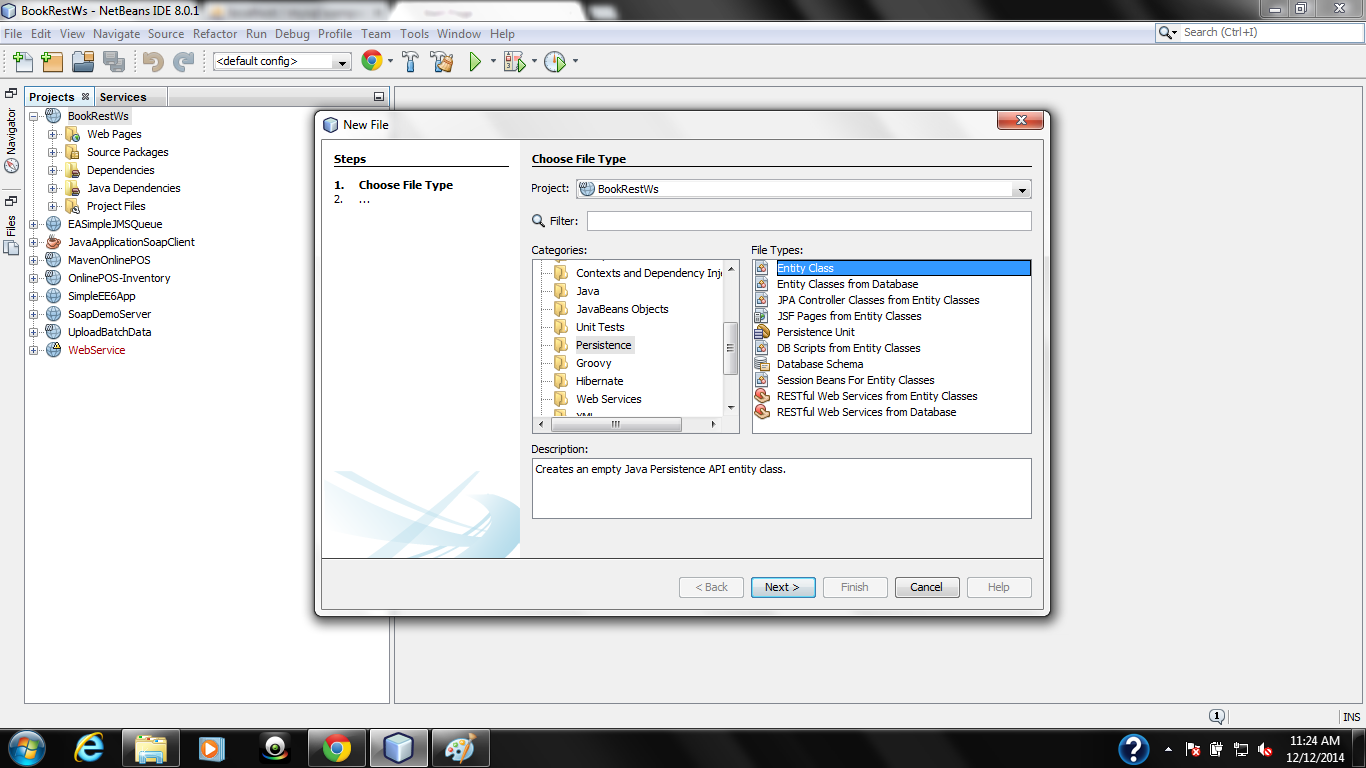 BookRestWs - NetBeans IDE 8.0.1
File Edit View Navigate Source Refactor Run Debug Profile Team Tools Window Help
Search (Ctrl+I)
<default config>
Projects Services
Navigator
Files
BookRestWs
Web Pages
Source Packages
Dependencies
Java Dependencies
Project Files
EASimpleJMSQueue
JavaApplicationSoapClient
MavenOnlinePOS
OnlinePOS-Inventory
SimpleEE6App
SoapDemoServer
UploadBatchData
WebService
New File
Steps
1. Choose File Type
2. ...
Choose File Type
Project: BookRestWs
Filter:
Categories:
Contexts and Dependency Inje
Java
JavaBeans Objects
Unit Tests
Persistence
Groovy
Hibernate
Web Services
XML
File Types:
Entity Class
Entity Classes from Database
JPA Controller Classes from Entity Classes
JSF Pages from Entity Classes
Persistence Unit
DB Scripts from Entity Classes
Database Schema
Session Beans For Entity Classes
RESTful Web Services from Entity Classes
RESTful Web Services from Database
Description:
Creates an empty Java Persistence API entity class.
< Back Next > Finish Cancel Help
1 INS
11:24 AM
12/12/2014